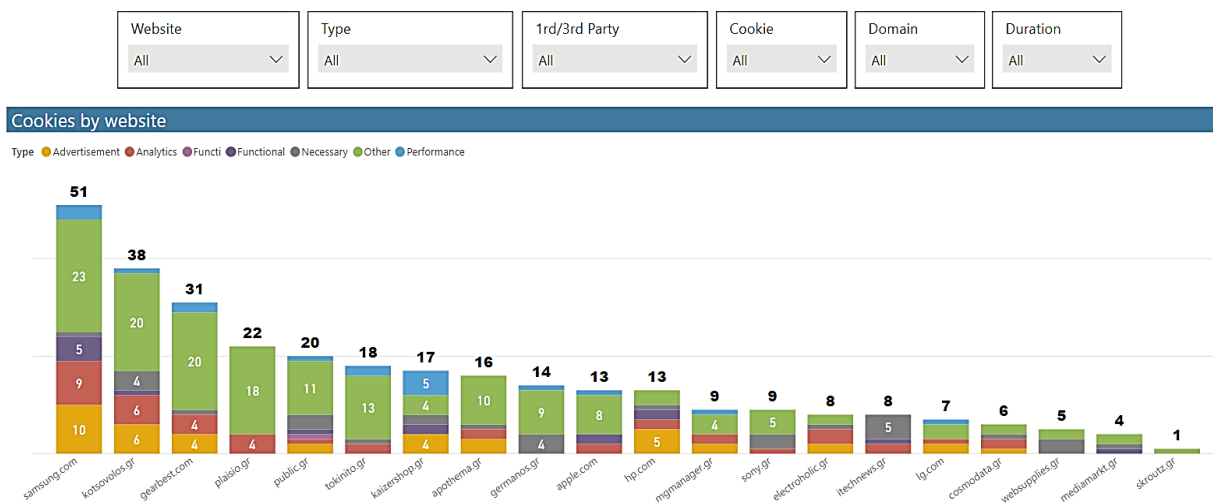 Website Type 1rd/3rd Party Cookie Domain Duration
All All All All All All
Cookies by website
Type Advertisement Analytics Functi Functional Necessary Other Performance
51
38
31
22
20
18
17
16
14
13
13
9
9
8
8
7
6
5
4
1
23
5
9
10
20
4
6
6
20
4
4
18
4
11
13
5
4
4
10
9
4
8
5
4
5
5
samsung.com
kotsovolos.gr
gearbest.com
plaisio.gr
public.gr
tokinito.gr
kaizershop.gr
apothema.gr
germanos.gr
apple.com
hp.com
mgmanager.gr
sony.gr
electroholic.gr
itechnews.gr
lg.com
cosmodata.gr
websupplies.gr
mediamarkt.gr
skroutz.gr